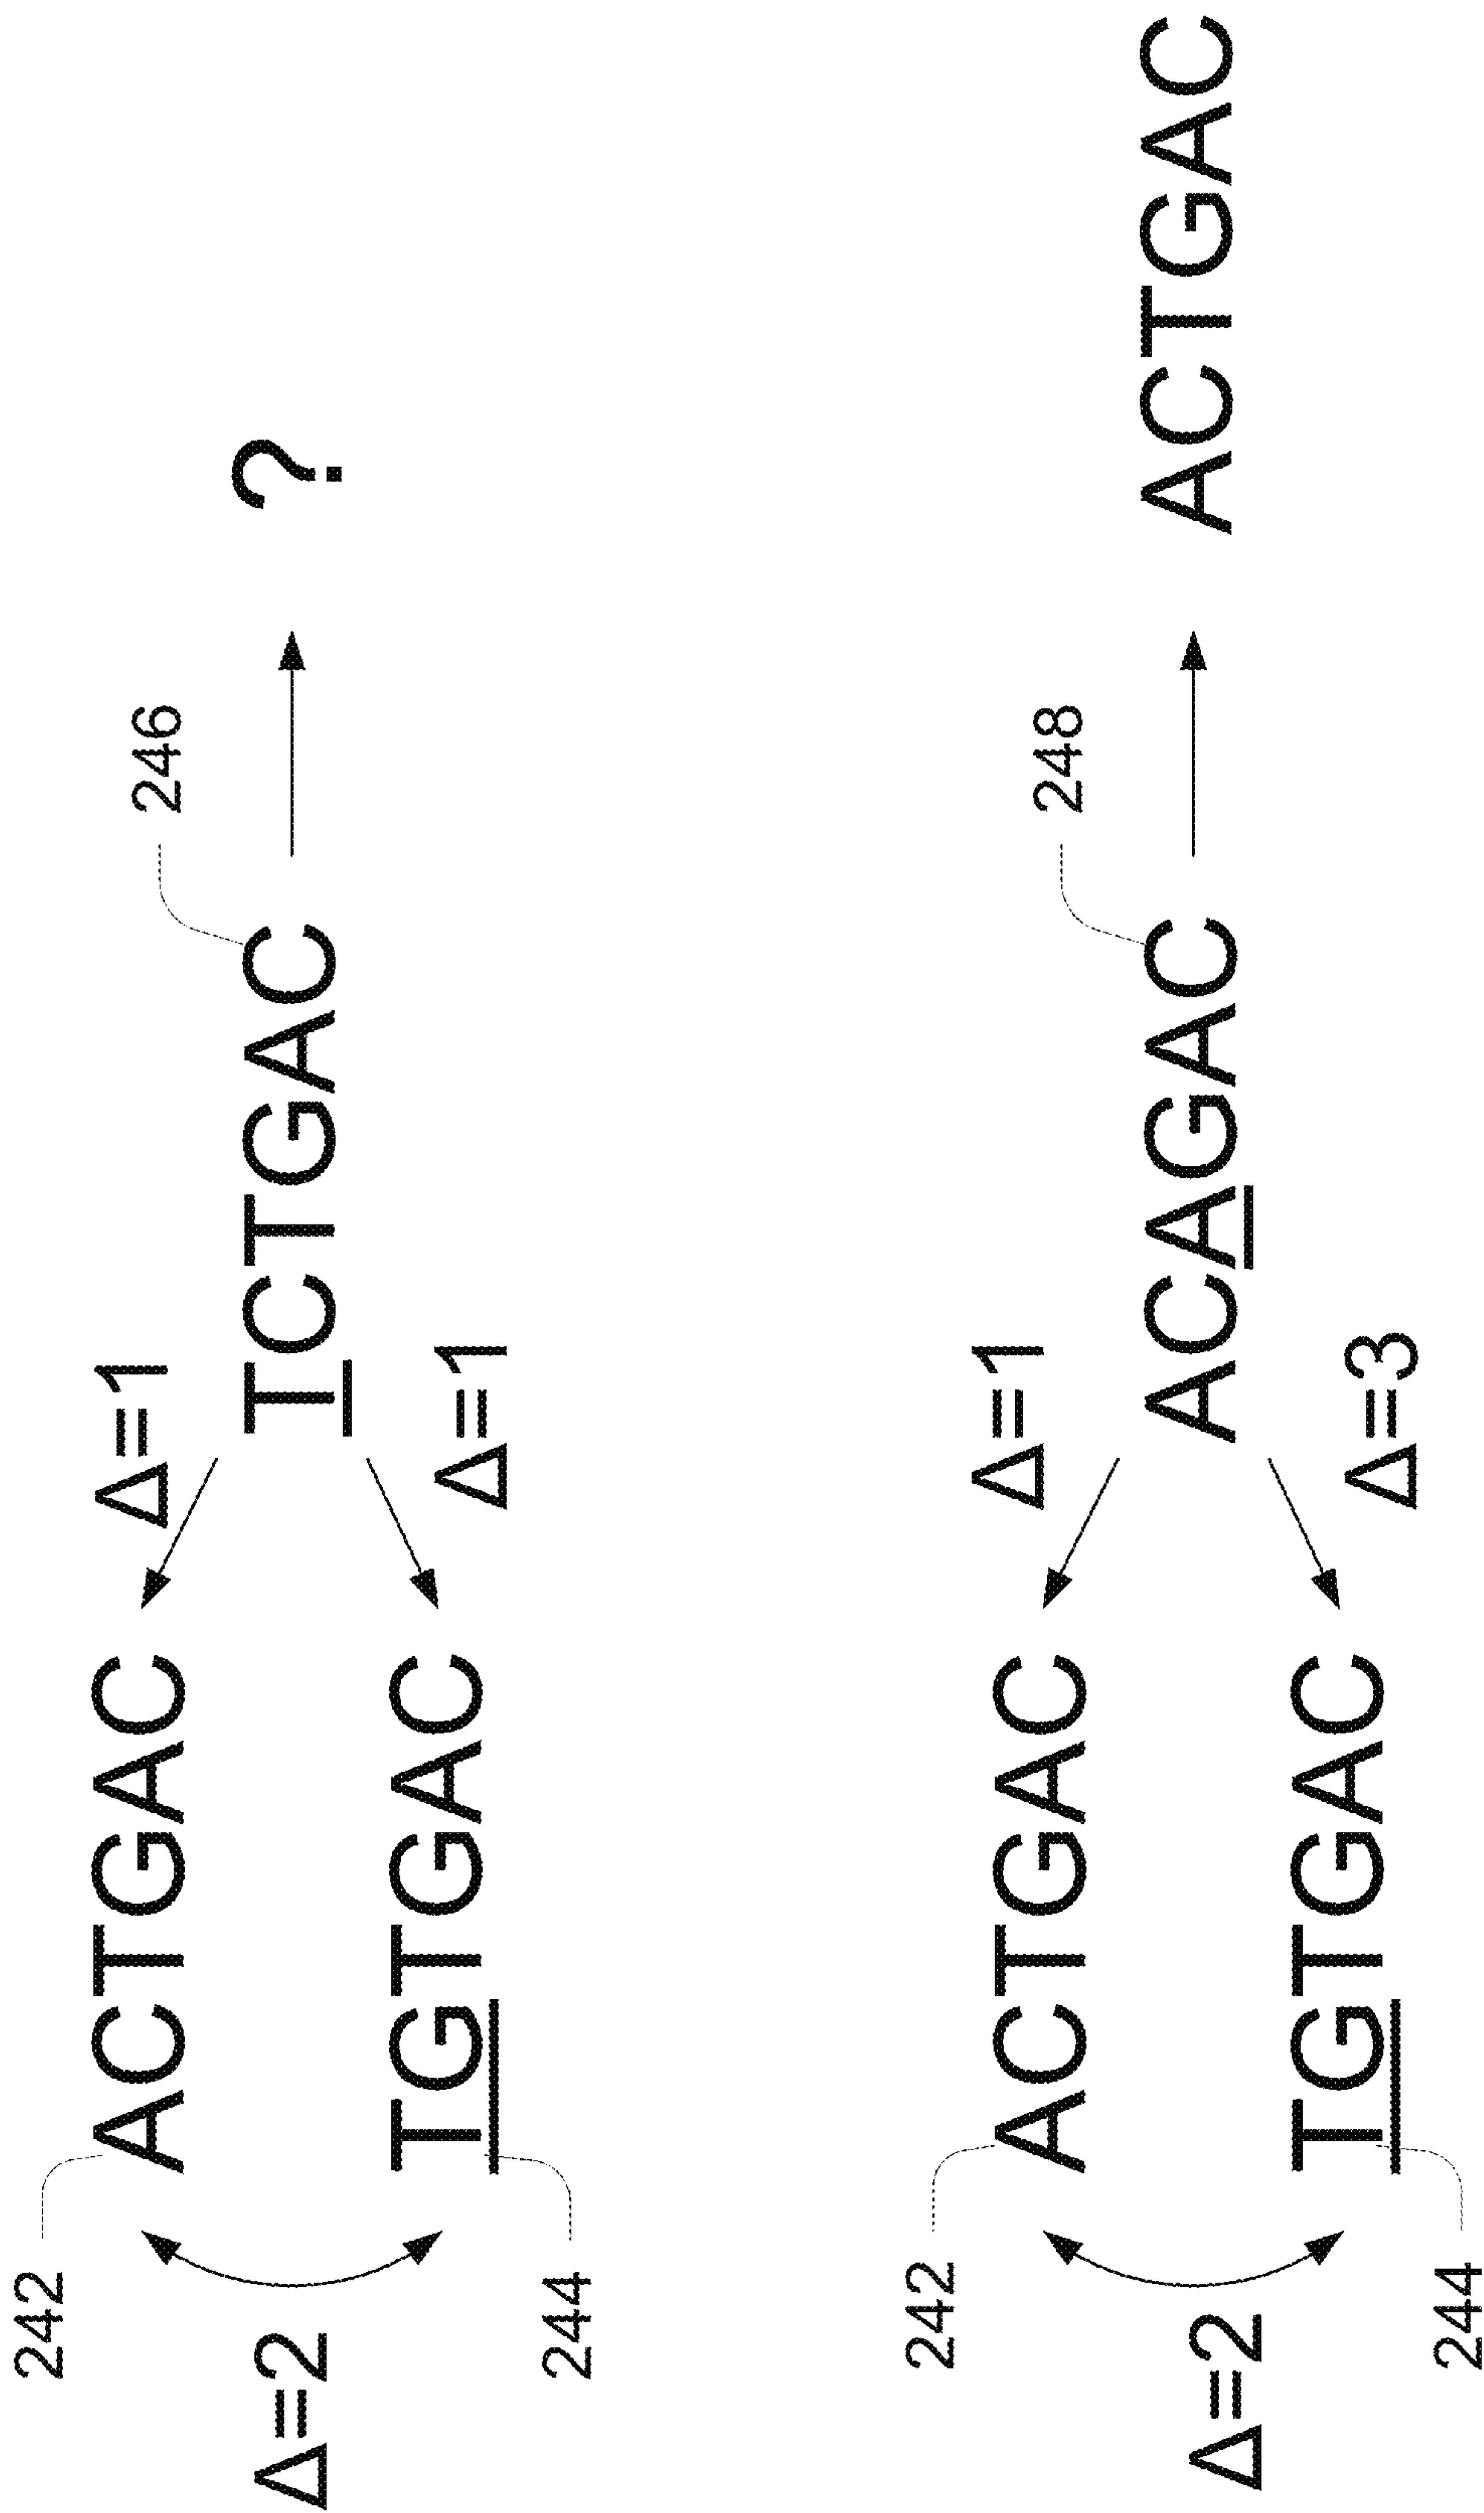 242
ACTGAC
Δ=1
246
Δ=2
TCTGAC
?
TGTGAC
Δ=1
244
242
ACTGAC
Δ=1
248
Δ=2
ACAGAC
ACTGAC
TGTGAC
Δ=3
244